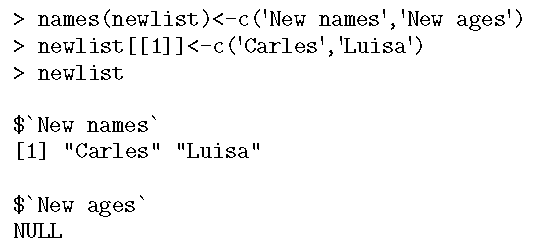 > names(newlist)<-c('New names','New ages')
> newlist[[1]]<-c('Carles','Luisa')
> newlist
$`New names`
[1] "Carles" "Luisa"
$`New ages`
NULL